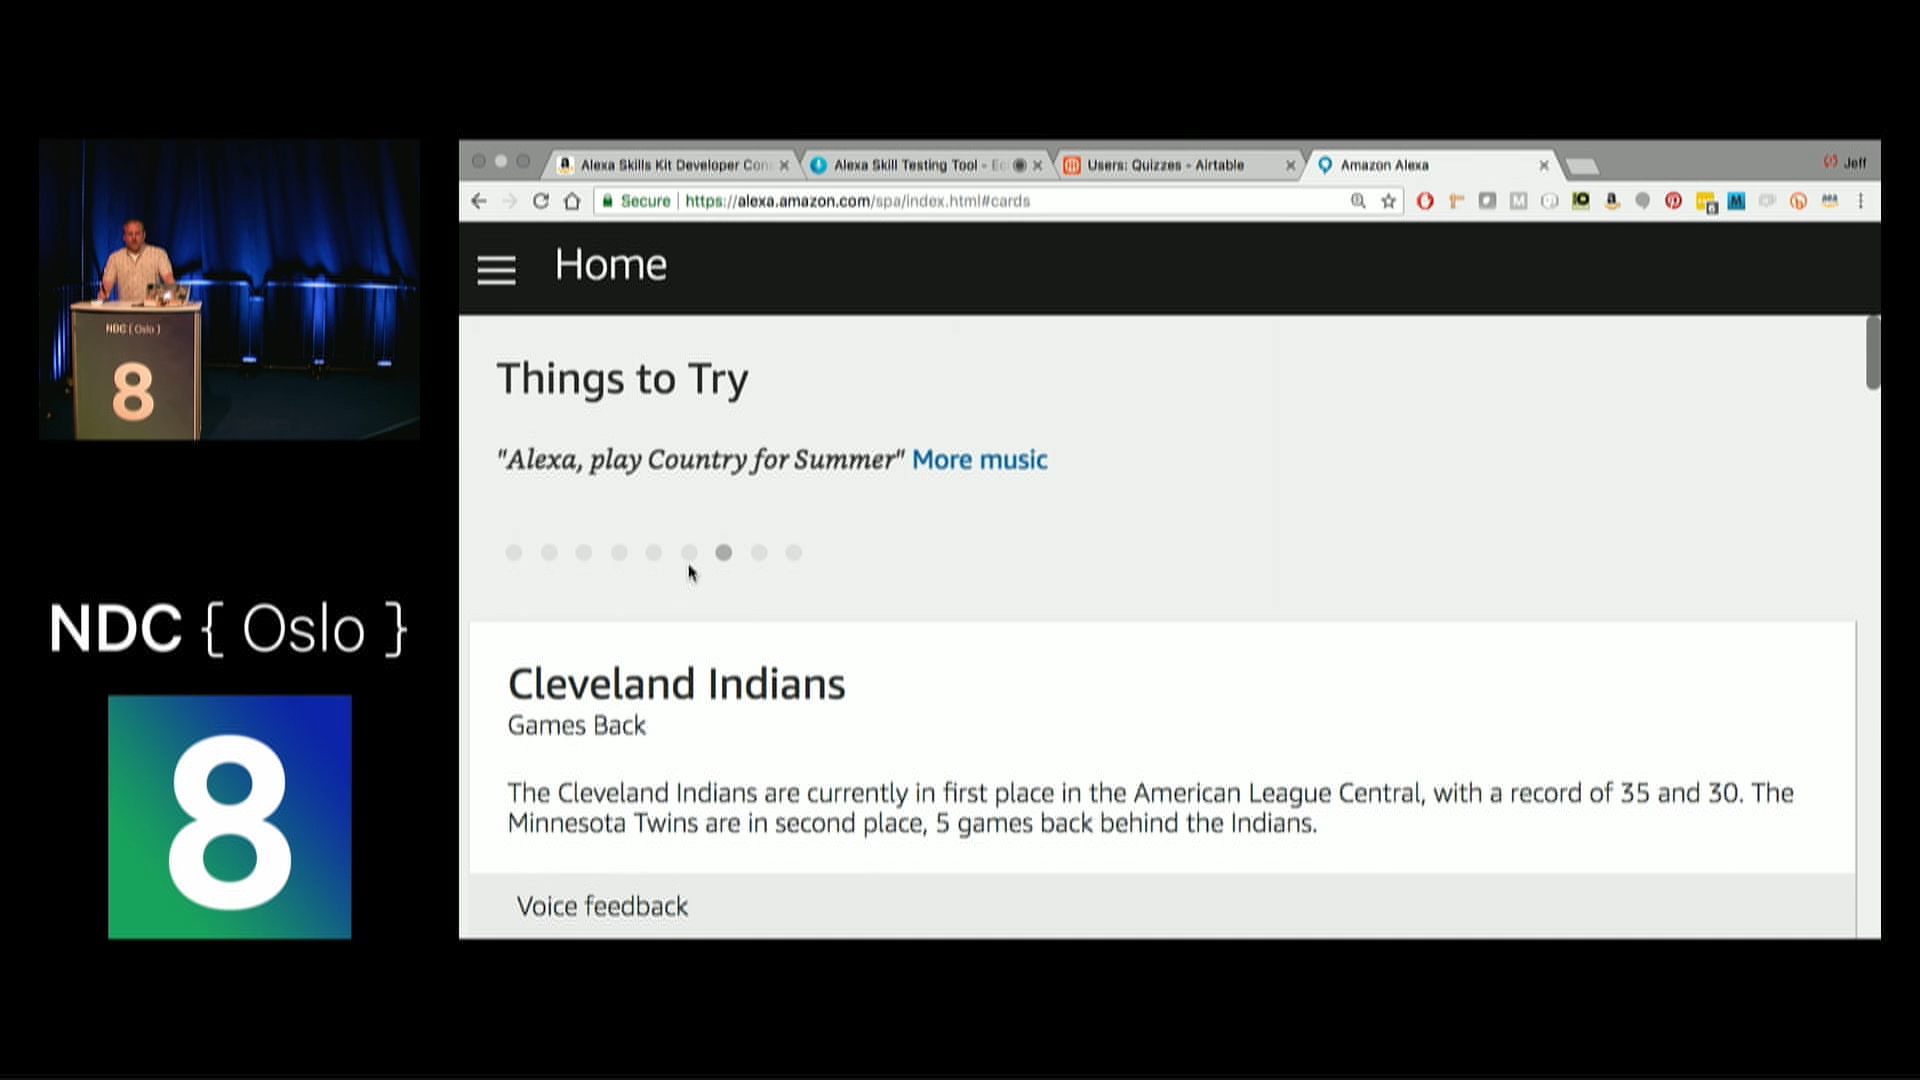 NDC { Oslo }
8
NDC { Oslo }
8
Alexa Skills Kit Developer Con
Alexa Skill Testing Tool - Ec
Users: Quizzes - Airtable
Amazon Alexa
Jeff
Secure
https://alexa.amazon.com/spa/index.html#cards
Home
Things to Try
"Alexa, play Country for Summer" More music
Cleveland Indians
Games Back
The Cleveland Indians are currently in first place in the American League Central, with a record of 35 and 30. The
Minnesota Twins are in second place, 5 games back behind the Indians.
Voice feedback